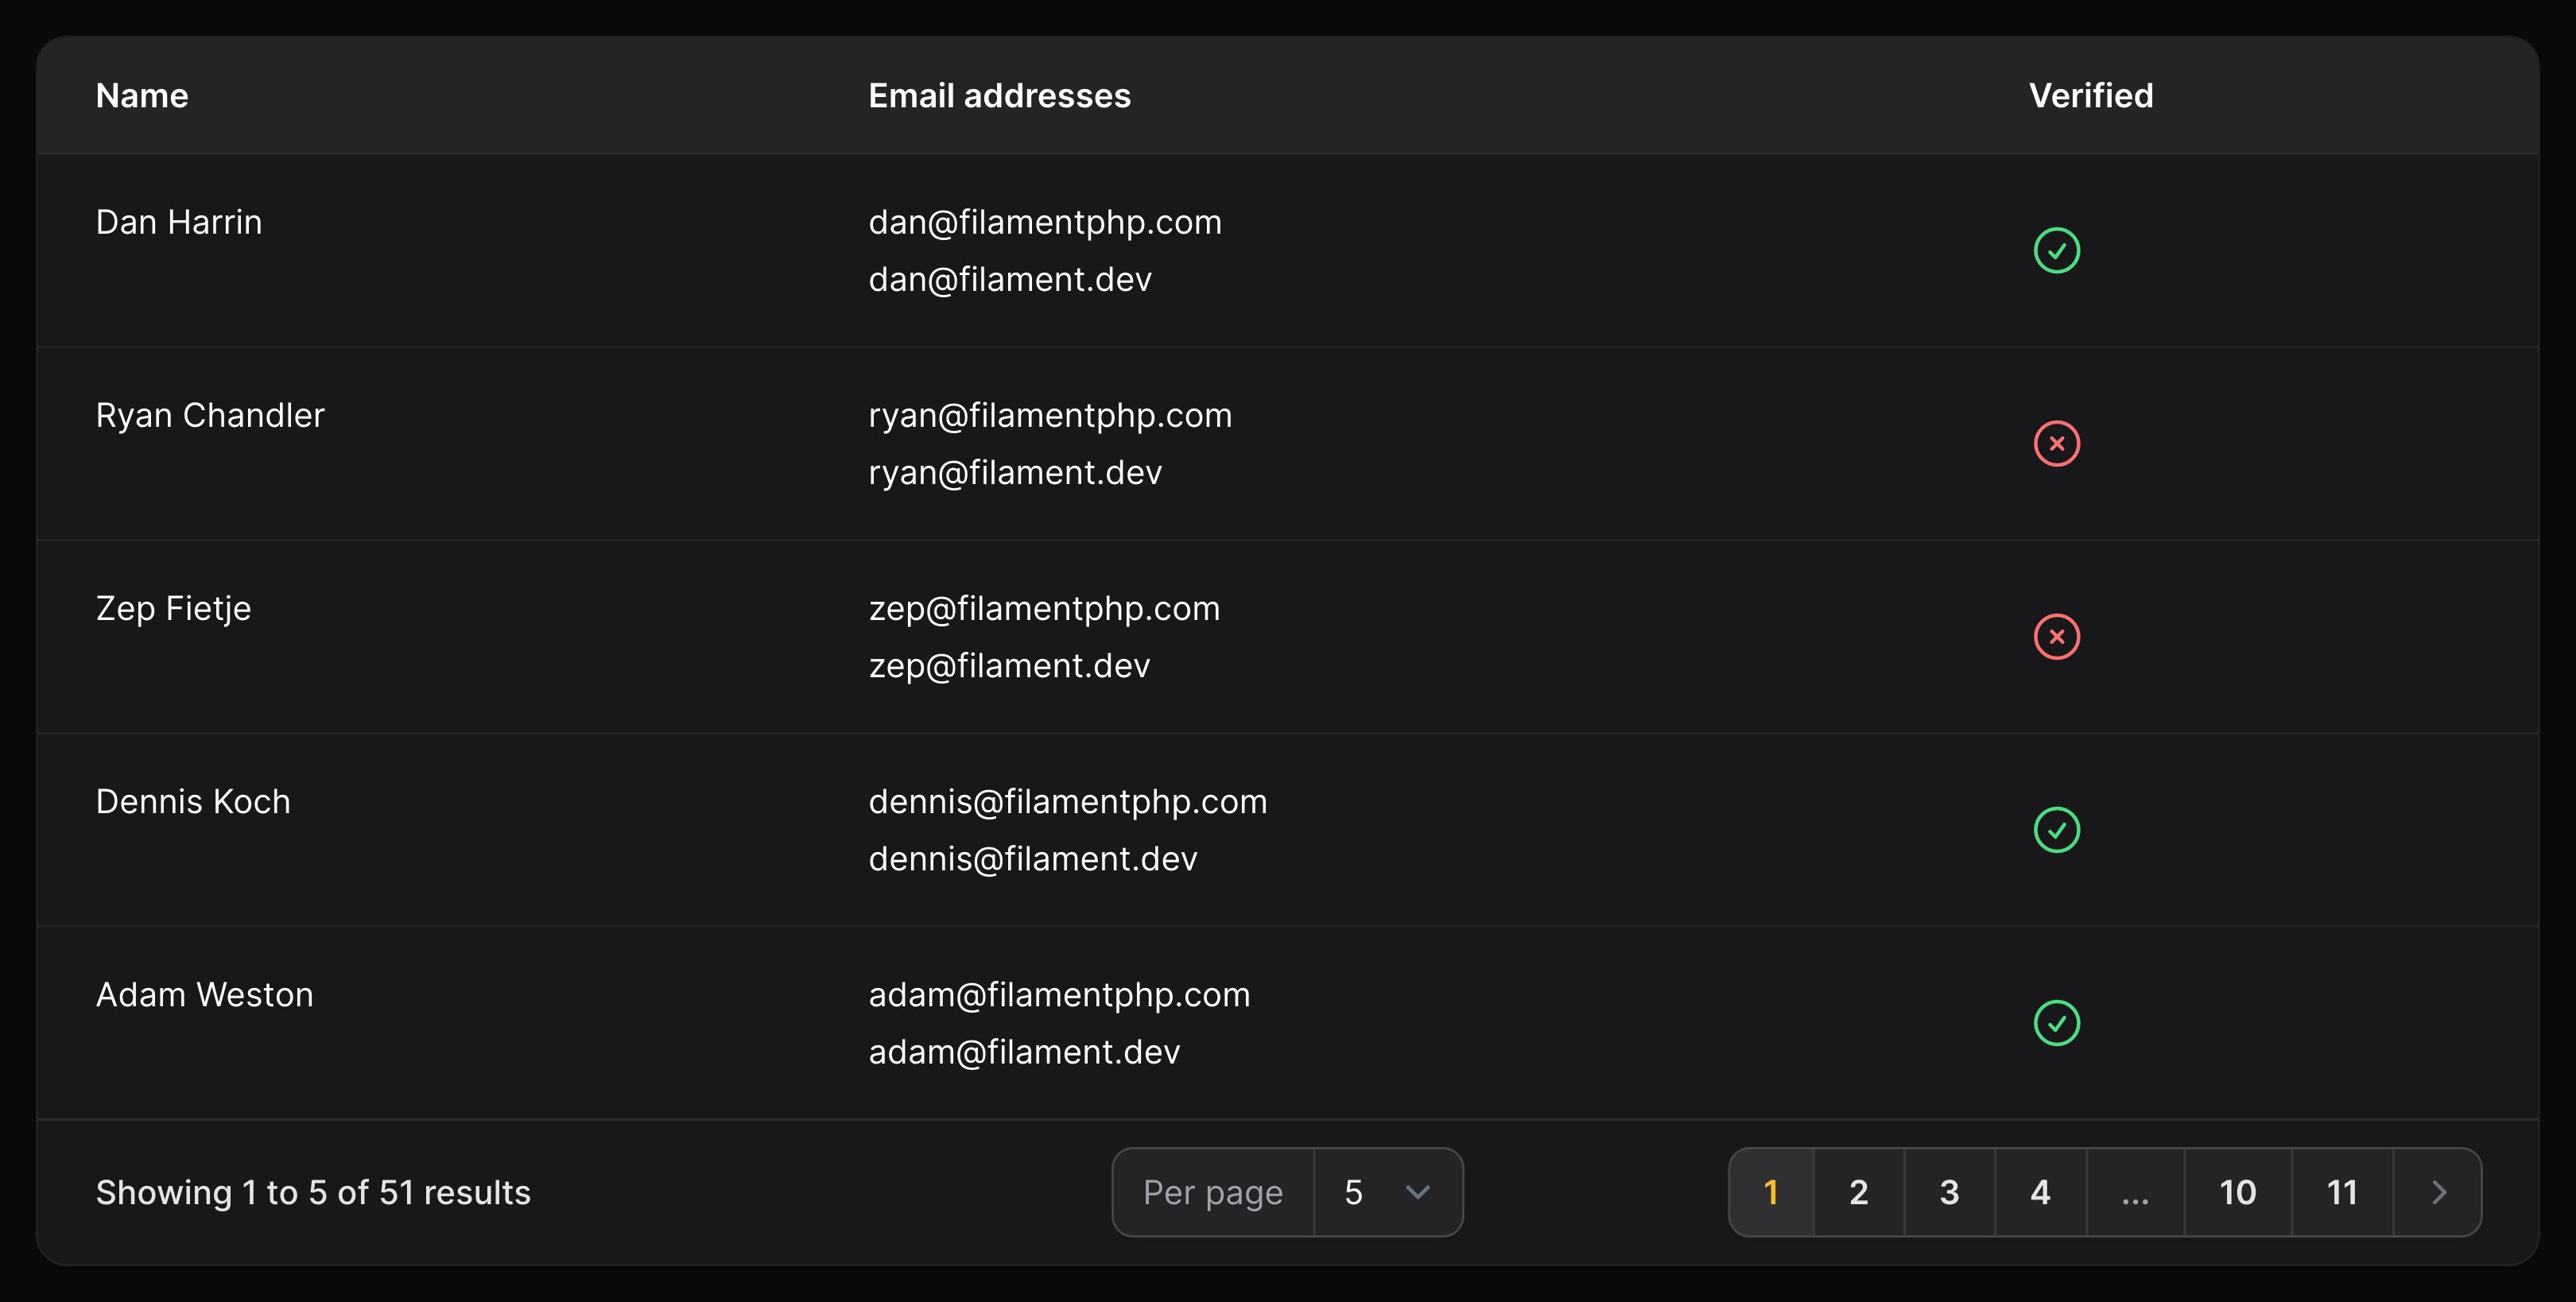 Name Email addresses Verified
Dan Harrin dan@filamentphp.com
dan@filament.dev
Ryan Chandler ryan@filamentphp.com
ryan@filament.dev
Zep Fietje zep@filamentphp.com
zep@filament.dev
Dennis Koch dennis@filamentphp.com
dennis@filament.dev
Adam Weston adam@filamentphp.com
adam@filament.dev
Showing 1 to 5 of 51 results Per page 5 1 2 3 4 ... 10 11